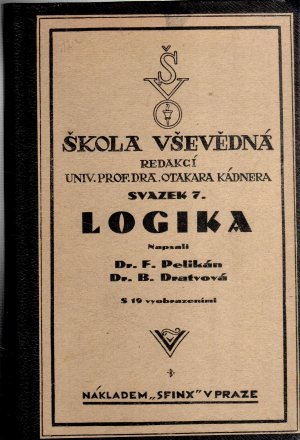 Š
V
ŠKOLA VŠEVĚDNÁ
REDAKCÍ
UNIV. PROF. DRA. OTAKARA KÁDNERA
SVAZEK 7.
LOGIKA
Napsali
Dr. F. Pelikán
Dr. B. Dratvová
S 19 vyobrazeními
NÁKLADEM „SFINX" V PRAZE